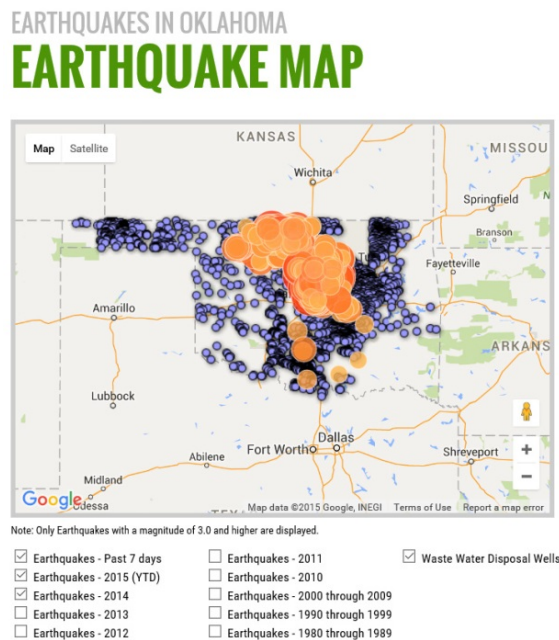 EARTHQUAKES IN OKLAHOMA
EARTHQUAKE MAP
KANSAS
Map Satellite
MISSOU
Wichita
Springfield
Branson
Fayetteville
Amarillo
ARKANS
Lubbock
Dallas
Fort Worth
Abilene
Shreveport
Midland
Google
Odessa
Map data ©2015 Google, INEGI Terms of Use Report a map error
Note: Only Earthquakes with a magnitude of 3.0 and higher are displayed.
Earthquakes - Past 7 days Earthquakes - 2011 Waste Water Disposal Wells
Earthquakes - 2015 (YTD) Earthquakes - 2010
Earthquakes - 2014 Earthquakes - 2000 through 2009
Earthquakes - 2013 Earthquakes - 1990 through 1999
Earthquakes - 2012 Earthquakes - 1980 through 1989